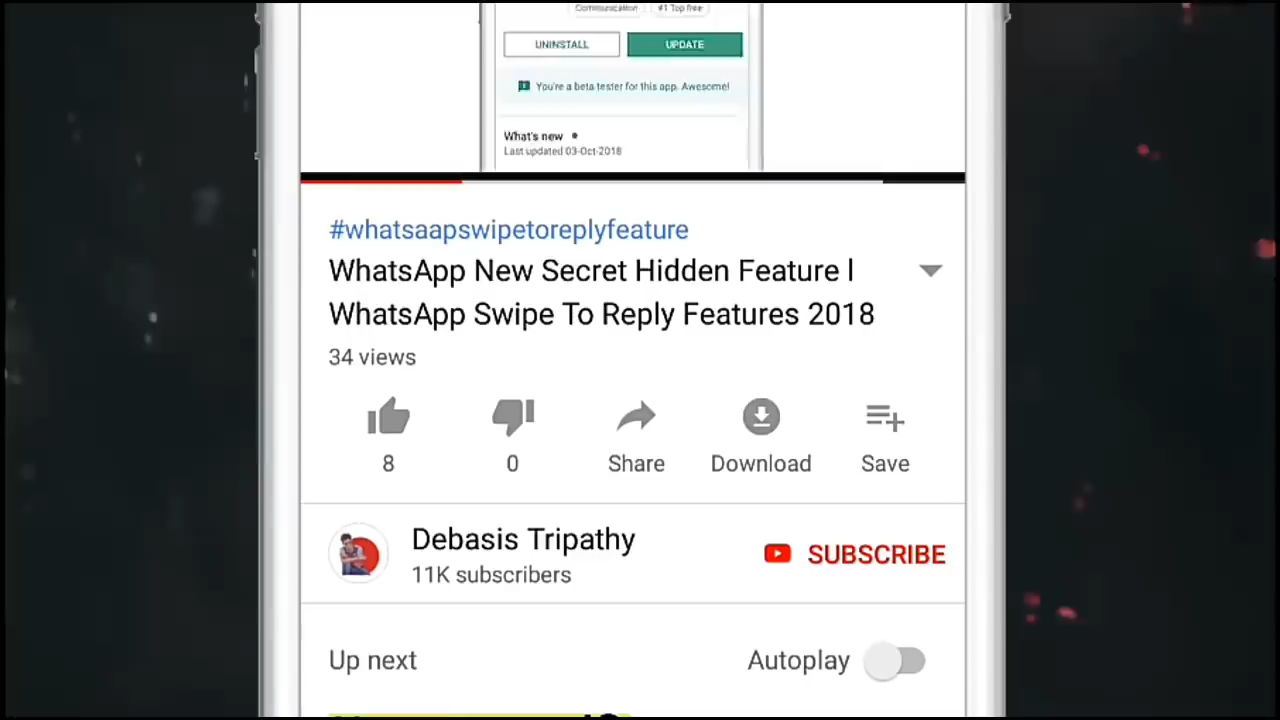 Communication #1 Top free
UNINSTALL UPDATE
You're a beta tester for this app. Awesome!
What's new
Last updated 03-Oct-2018
#whatsaapswipetoreplyfeature
WhatsApp New Secret Hidden Feature l
WhatsApp Swipe To Reply Features 2018
34 views
8 0 Share Download Save
Debasis Tripathy
11K subscribers
SUBSCRIBE
Up next Autoplay